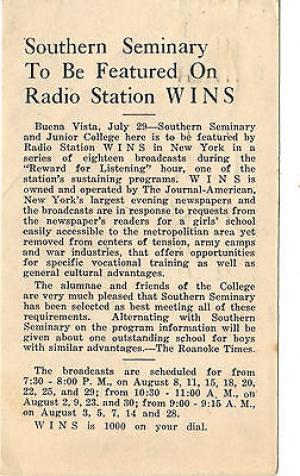 Southern Seminary
To Be Featured On
Radio Station W I N S
Buena Vista, July 29—Southern Seminary
and Junior College here is to be featured by
Radio Station W I N S in New York in a
series of eighteen broadcasts during the
"Reward for Listening" hour, one of the
station's sustaining programs. WINS is
owned and operated by The Journal-American,
New York's largest evening newspapers and
the broadcasts are in response to requests from
the newspaper's readers for a girls' school
easily accessible to the metropolitan area yet
removed from centers of tension, army camps
and war industries, that offers opportunities
for specific vocational training as well as
general cultural advantages.
The alumnae and friends of the College
are very much pleased that Southern Seminary
has been selected as best meeting all of these
requirements. Alternating with Southern
Seminary on the program information will be
given about one outstanding school for boys
with similar advantages.—The Roanoke Times.
The broadcasts are scheduled for from
7:30 - 8:00 P. M., on August 8, 11, 15, 18, 20,
22, 25, and 29; from 10:30 - 11:00 A. M., on
August 2, 9, 23. and 30; from 9:00 - 9:15 A. M.,
on August 3, 5, 7, 14 and 28.
W I N S is 1000 on your dial.